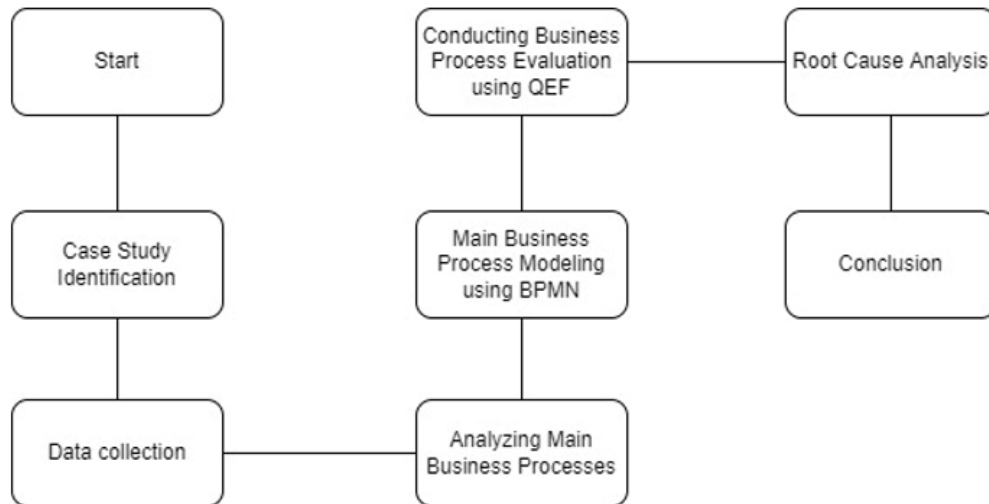 Start
Case Study
Identification
Data collection
Analyzing Main
Business Processes
Main Business
Process Modeling
using BPMN
Conducting Business
Process Evaluation
using QEF
Root Cause Analysis
Conclusion